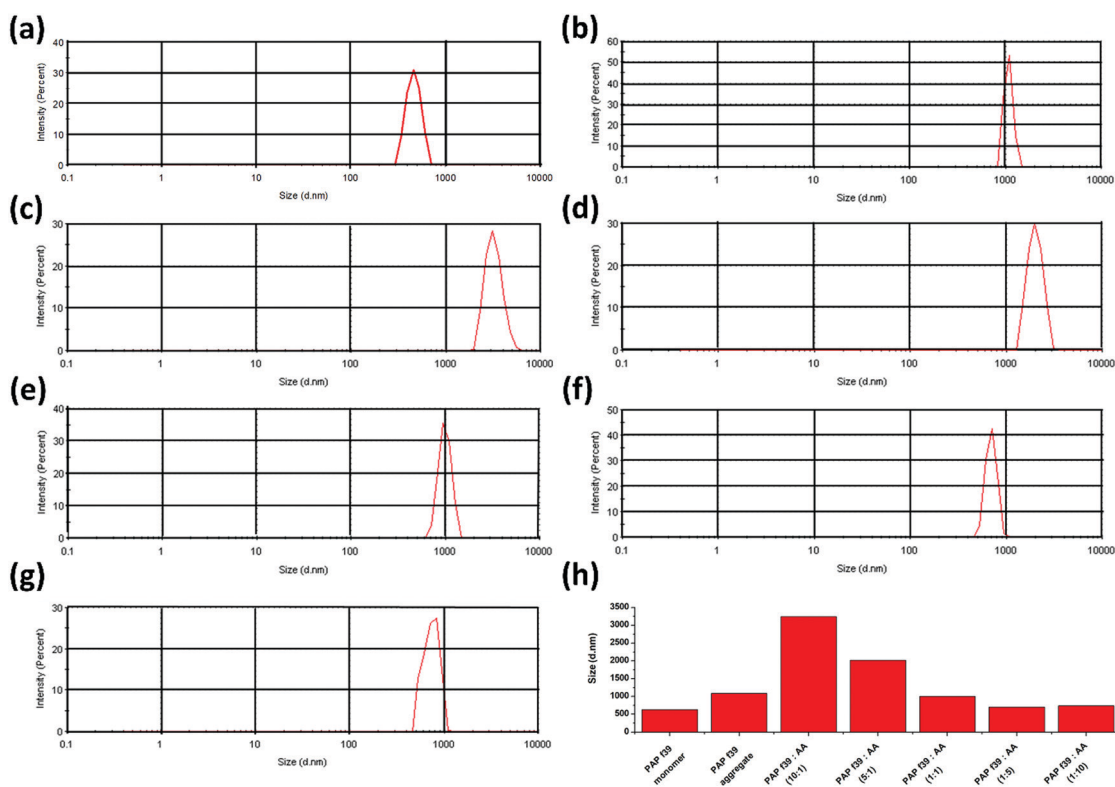 (a)
40
30
20
10
0
Intensity (Percent)
0.1 1 10 100 1000 10000
Size (d.nm)
(b)
60
50
40
30
20
10
0
Intensity (Percent)
0.1 1 10 100 1000 10000
Size (d.nm)
(c)
30
20
10
0
Intensity (Percent)
0.1 1 10 100 1000 10000
Size (d.nm)
(d)
30
20
10
0
Intensity (Percent)
0.1 1 10 100 1000 10000
Size (d.nm)
(e)
40
30
20
10
0
Intensity (Percent)
0.1 1 10 100 1000 10000
Size (d.nm)
(f)
50
40
30
20
10
0
Intensity (Percent)
0.1 1 10 100 1000 10000
Size (d.nm)
(g)
30
20
10
0
Intensity (Percent)
0.1 1 10 100 1000 10000
Size (d.nm)
(h)
3500
3000
2500
2000
1500
1000
500
0
Size (d.nm)
PAP f39
monomer
PAP f39
aggregate
PAP f39 : AA
(10:1)
PAP f39 : AA
(5:1)
PAP f39 : AA
(1:1)
PAP f39 : AA
(1:5)
PAP f39 : AA
(1:10)